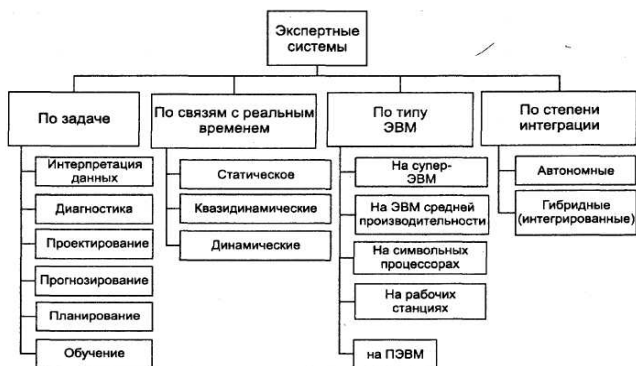 Экспертные
системы
По задаче
По связям с реальным
временем
По типу
ЭВМ
По степени
интеграции
Интерпретация
данных
Диагностика
Проектирование
Прогнозирование
Планирование
Обучение
Статическое
Квазидинамические
Динамические
На супер-
ЭВМ
На ЭВМ средней
производительности
На символьных
процессорах
На рабочих
станциях
на ПЭВМ
Автономные
Гибридные
(интегрированные)